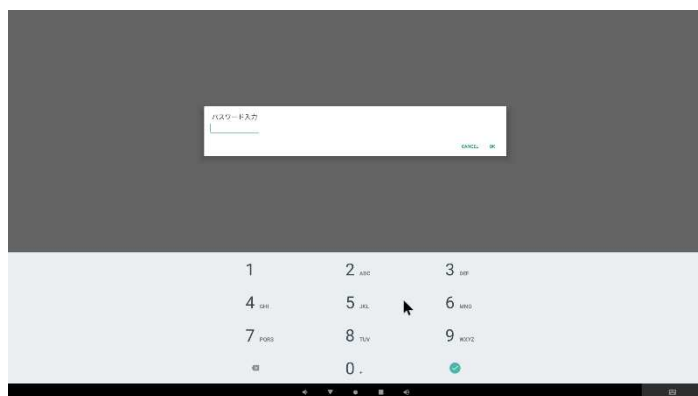 パスワード入力
CANCEL OK
1 2 ABC 3 DEF
4 GHI 5 JKL 6 MNO
7 PQRS 8 TUV 9 WXYZ
0 .